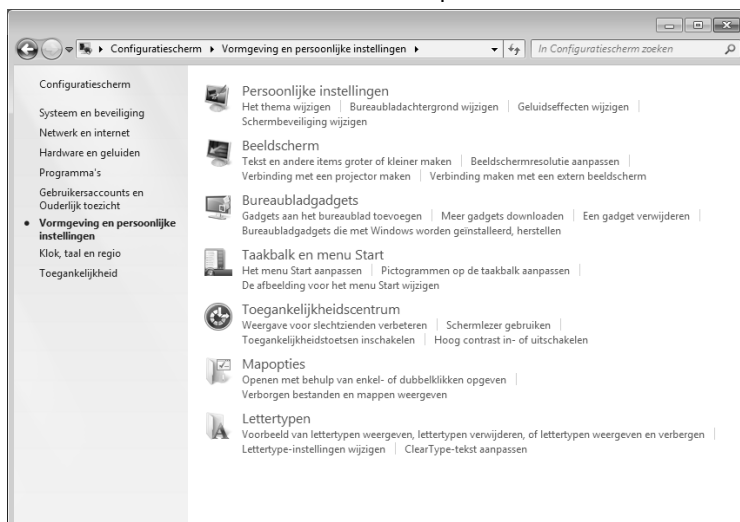 Configuratiescherm ▸ Vormgeving en persoonlijke instellingen ▸
In Configuratiescherm zoeken
Configuratiescherm
Systeem en beveiliging
Netwerk en internet
Hardware en geluiden
Programma's
Gebruikersaccounts en
Ouderlijk toezicht
• Vormgeving en persoonlijke
instellingen
Klok, taal en regio
Toegankelijkheid
Persoonlijke instellingen
Het thema wijzigen | Bureaubladachtergrond wijzigen | Geluidseffecten wijzigen |
Schermbeveiliging wijzigen
Beeldscherm
Tekst en andere items groter of kleiner maken | Beeldschermresolutie aanpassen |
Verbinding met een projector maken | Verbinding maken met een extern beeldscherm
Bureaubladgadgets
Gadgets aan het bureaublad toevoegen | Meer gadgets downloaden | Een gadget verwijderen |
Bureaubladgadgets die met Windows worden geïnstalleerd, herstellen
Taakbalk en menu Start
Het menu Start aanpassen | Pictogrammen op de taakbalk aanpassen |
De afbeelding voor het menu Start wijzigen
Toegankelijkheidscentrum
Weergave voor slechtzienden verbeteren | Schermlezer gebruiken |
Toegankelijkheidstoetsen inschakelen | Hoog contrast in- of uitschakelen
Mapopties
Openen met behulp van enkel- of dubbelklikken opgeven |
Verborgen bestanden en mappen weergeven
Lettertypen
Voorbeeld van lettertypen weergeven, lettertypen verwijderen, of lettertypen weergeven en verbergen |
Lettertype-instellingen wijzigen | ClearType-tekst aanpassen